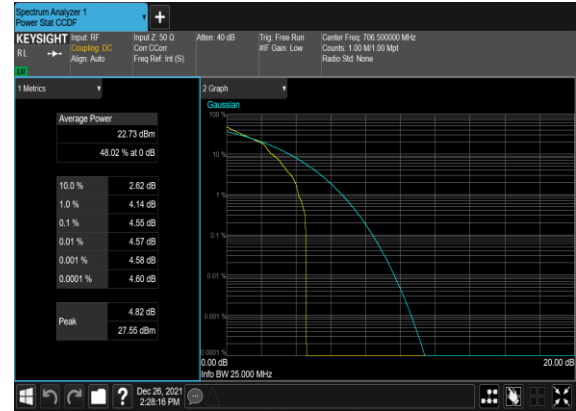 Spectrum Analyzer 1
Power Stat CCDF
+
KEYSIGHT
RL
Input: RF
Coupling: DC
Align: Auto
Input Z: 50 Ω
Corr CCorr
Freq Ref: Int (S)
Atten: 40 dB
Trig: Free Run
#IF Gain: Low
Center Freq: 706.500000 MHz
Counts: 1.00 M/1.00 Mpt
Radio Std: None
LV
1 Metrics
Average Power
22.73 dBm
48.02 % at 0 dB
10.0 % 2.62 dB
1.0 % 4.14 dB
0.1 % 4.55 dB
0.01 % 4.57 dB
0.001 % 4.58 dB
0.0001 % 4.60 dB
Peak 4.82 dB
27.55 dBm
2 Graph
Gaussian
100 %
10 %
1 %
0.1 %
0.01 %
0.001 %
0.0001 %
0.00 dB 20.00 dB
Info BW 25.000 MHz
?
Dec 26, 2021
2:28:16 PM